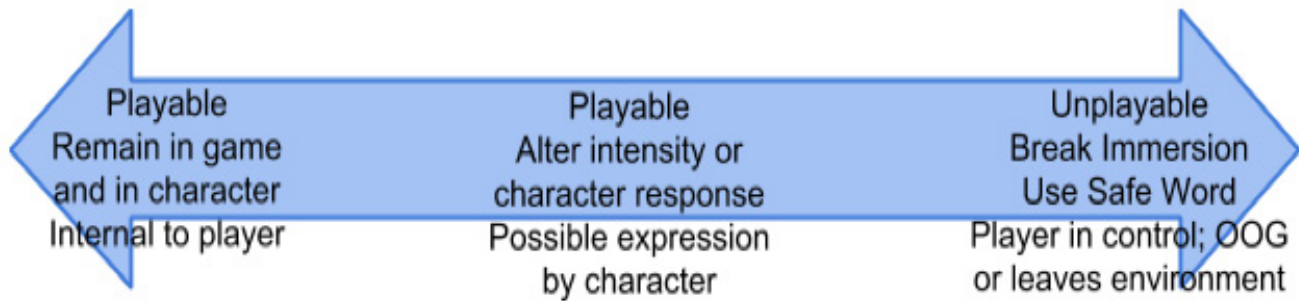 Playable
Remain in game
and in character
Internal to player
Playable
Alter intensity or
character response
Possible expression
by character
Unplayable
Break Immersion
Use Safe Word
Player in control; OOG
or leaves environment